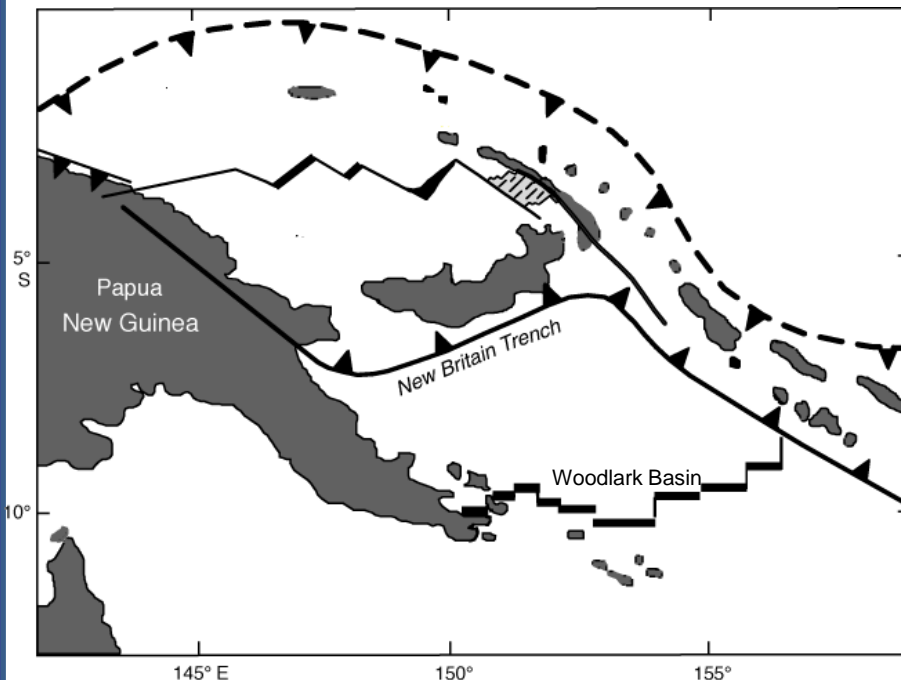 5°
S
Papua
New Guinea
New Britain Trench
Woodlark Basin
10°
145° E
150°
155°